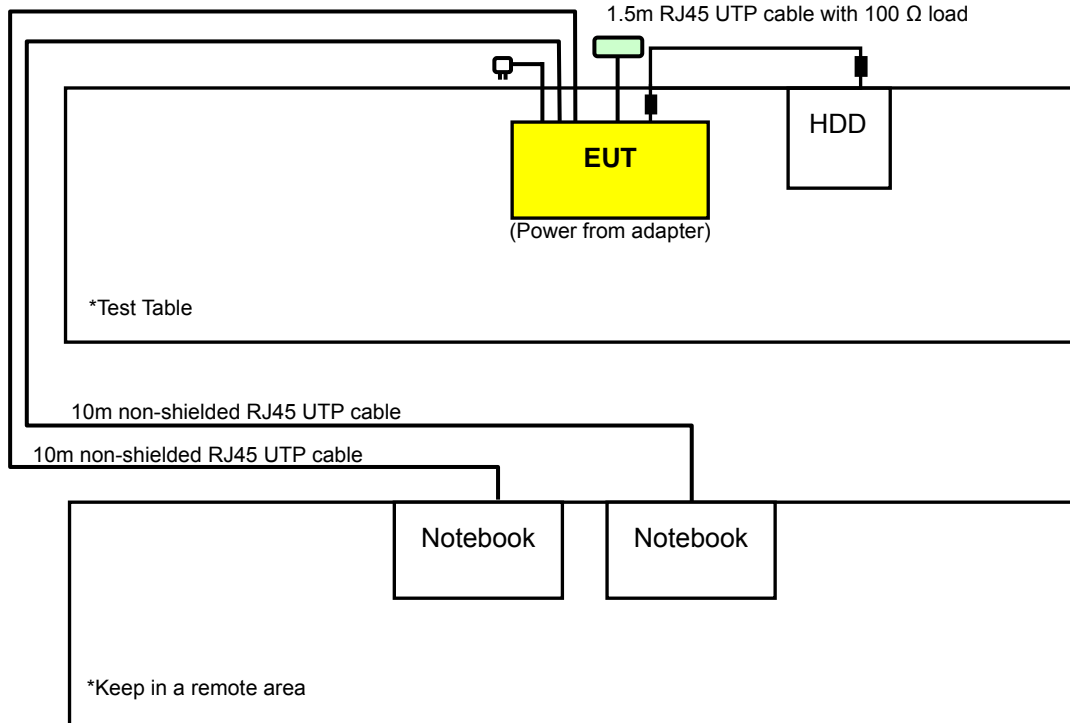 1.5m RJ45 UTP cable with 100 Ω load
HDD
EUT
(Power from adapter)
*Test Table
10m non-shielded RJ45 UTP cable
10m non-shielded RJ45 UTP cable
Notebook
Notebook
*Keep in a remote area